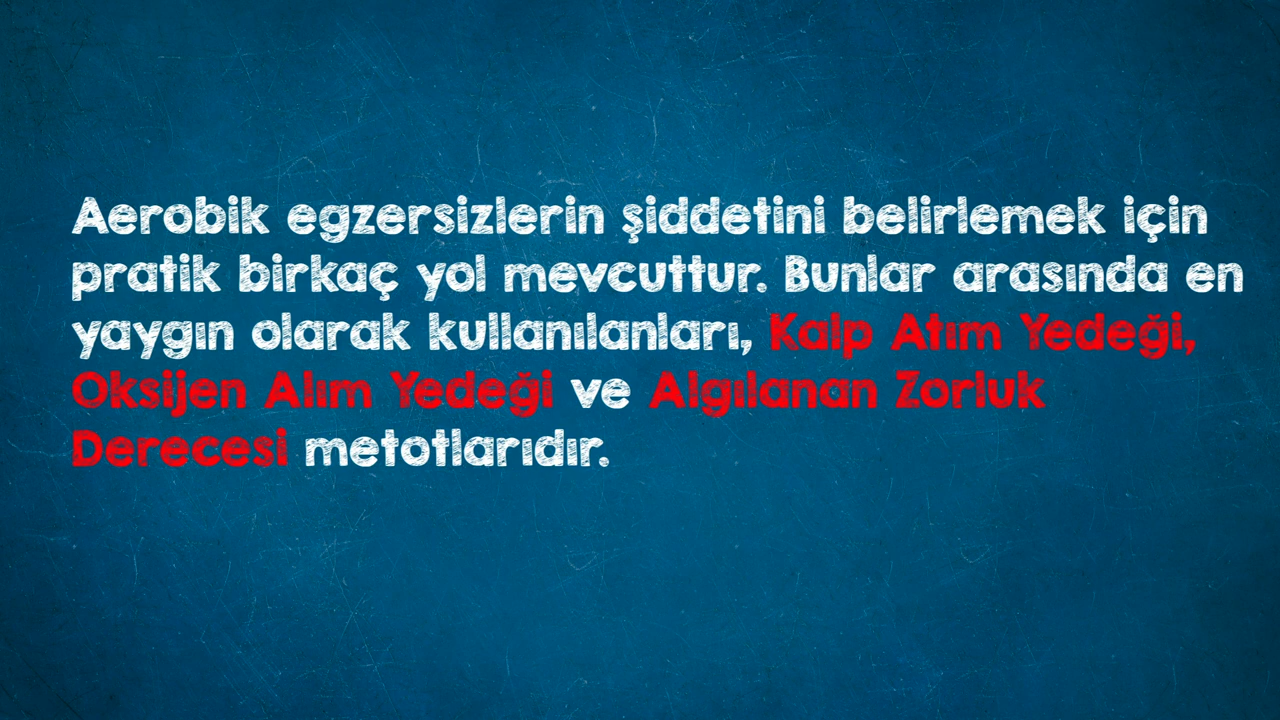 Aerobik egzersizlerin şiddetini belirlemek için
pratik birkaç yol mevcuttur. Bunlar arasında en
yaygın olarak kullanılanları, Kalp Atım Yedeği,
Oksijen Alım Yedeği ve Algılanan Zorluk
Derecesi metotlarıdır.